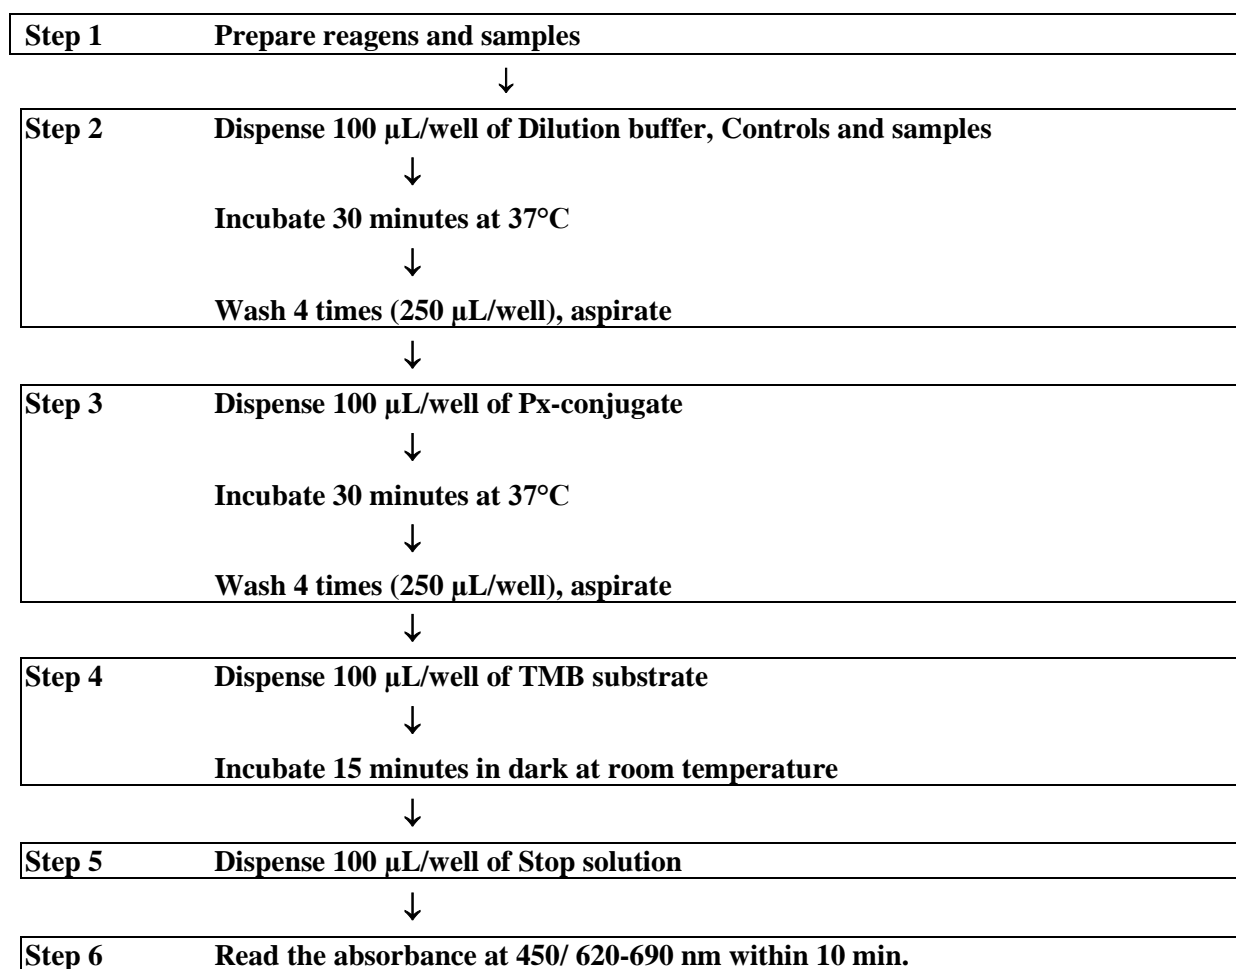 Step 1 Prepare reagens and samples
↓
Step 2 Dispense 100 µL/well of Dilution buffer, Controls and samples
↓
Incubate 30 minutes at 37°C
↓
Wash 4 times (250 µL/well), aspirate
↓
Step 3 Dispense 100 µL/well of Px-conjugate
↓
Incubate 30 minutes at 37°C
↓
Wash 4 times (250 µL/well), aspirate
↓
Step 4 Dispense 100 µL/well of TMB substrate
↓
Incubate 15 minutes in dark at room temperature
↓
Step 5 Dispense 100 µL/well of Stop solution
↓
Step 6 Read the absorbance at 450/ 620-690 nm within 10 min.